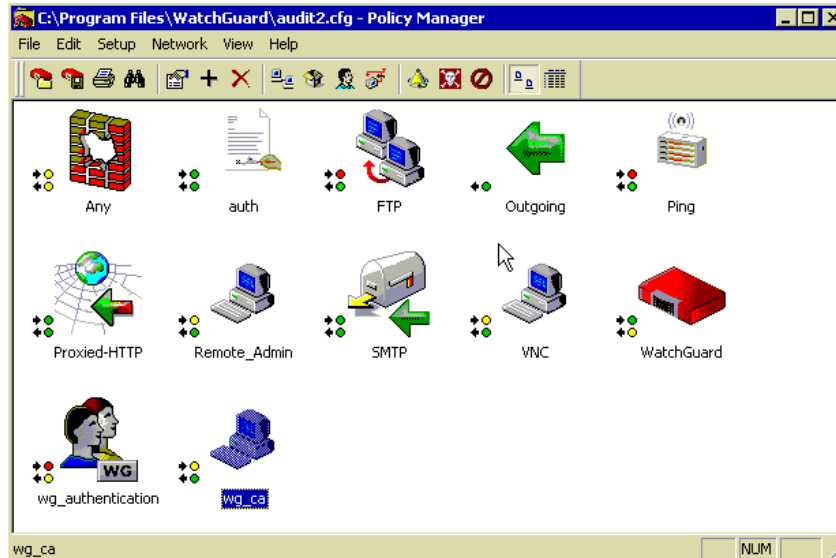 C:\Program Files\WatchGuard\audit2.cfg - Policy Manager
File Edit Setup Network View Help
Any auth FTP Outgoing Ping
Proxied-HTTP Remote_Admin SMTP VNC WatchGuard
WG
wg_authentication wg_ca
wg_ca NUM